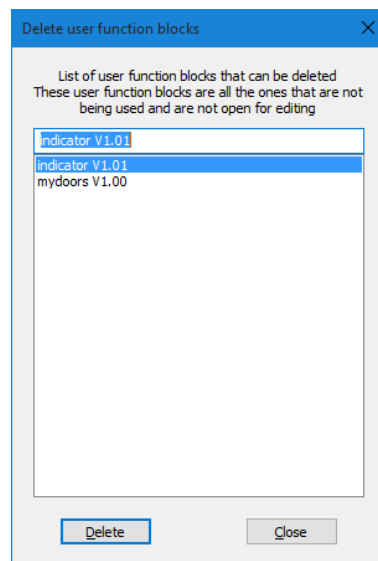 Delete user function blocks
List of user function blocks that can be deleted
These user function blocks are all the ones that are not
being used and are not open for editing
indicator V1.01
indicator V1.01
mydoors V1.00
Delete Close